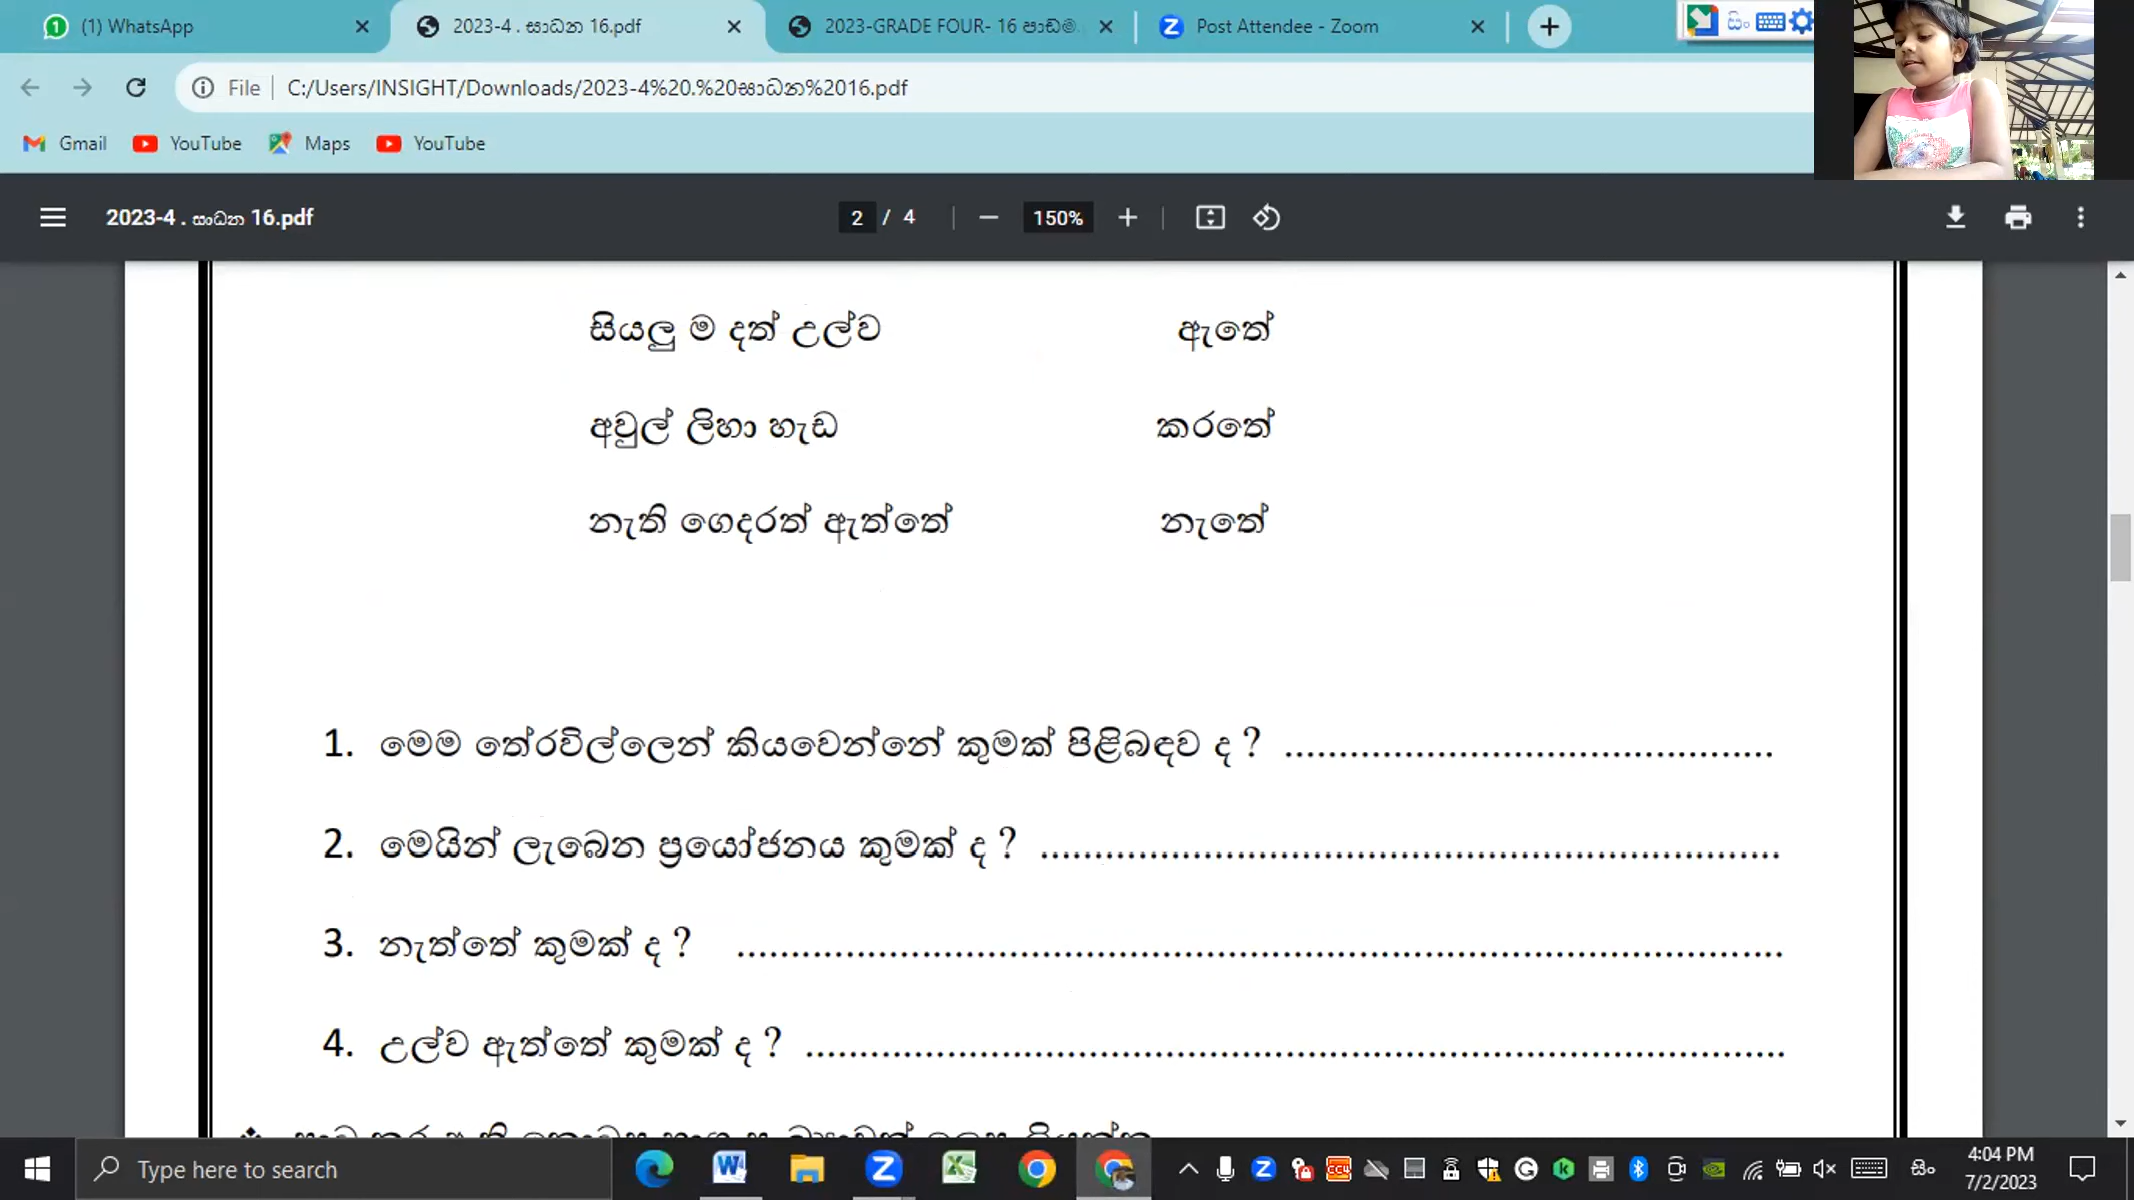 (1) WhatsApp
2023-4 . සාධන 16.pdf
2023-GRADE FOUR- 16 පාඩම
Post Attendee - Zoom
සිං
File
C:/Users/INSIGHT/Downloads/2023-4%20.%20සාධන%2016.pdf
Gmail
YouTube
Maps
YouTube
2023-4 . සාධන 16.pdf
2 / 4
150%
සියලු ම දත් උල්ව ඇතේ
අවුල් ලිහා හැඩ කරතේ
නැති ගෙදරත් ඇත්තේ නැතේ
1. මෙම තේරවිල්ලෙන් කියවෙන්නේ කුමක් පිළිබඳව ද ? ............................................
2. මෙයින් ලැබෙන ප්‍රයෝජනය කුමක් ද ? ............................................
3. නැත්තේ කුමක් ද ? ............................................
4. උල්ව ඇත්තේ කුමක් ද ? ............................................
Type here to search
සිං
4:04 PM
7/2/2023